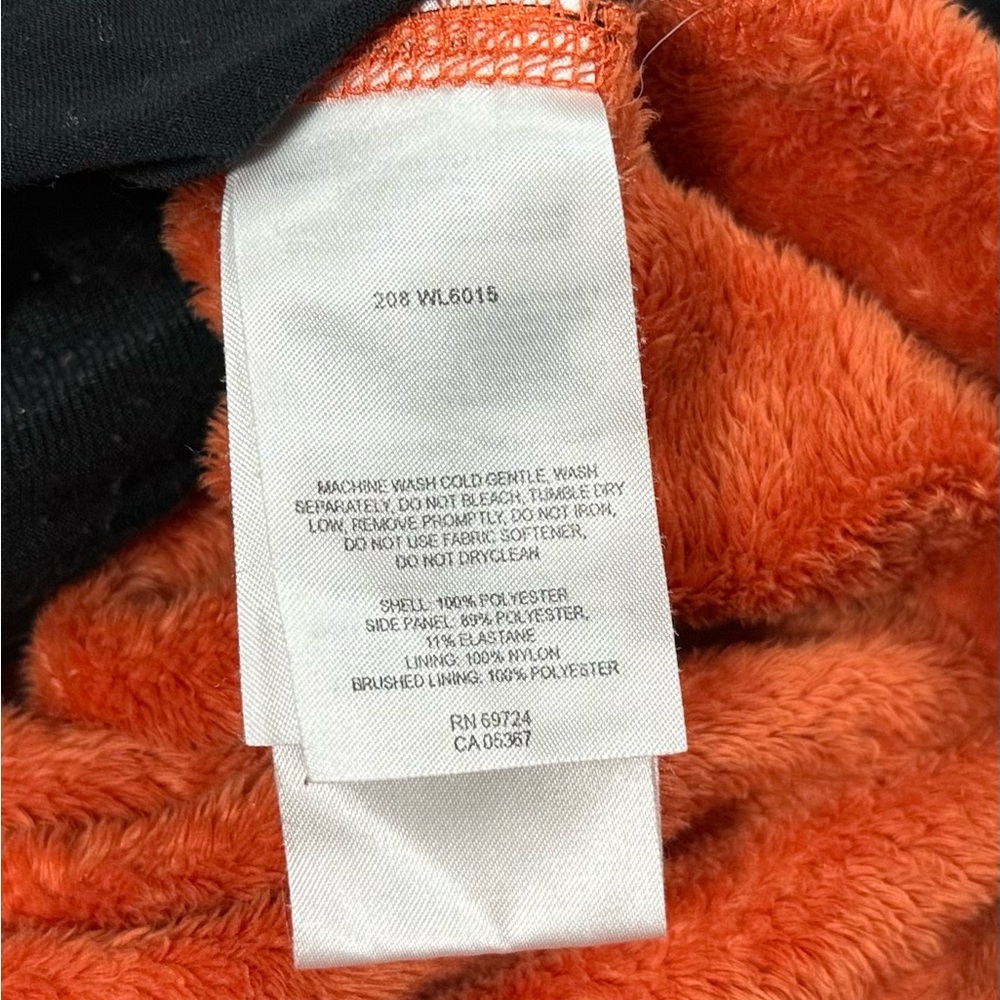 208 WL6015
MACHINE WASH COLD GENTLE, WASH
SEPARATELY, DO NOT BLEACH, TUMBLE DRY
LOW, REMOVE PROMPTLY, DO NOT IRON,
DO NOT USE FABRIC SOFTENER,
DO NOT DRYCLEAN
SHELL: 100% POLYESTER
SIDE PANEL: 89% POLYESTER,
11% ELASTANE
LINING: 100% NYLON
BRUSHED LINING: 100% POLYESTER
RN 69724
CA 05367